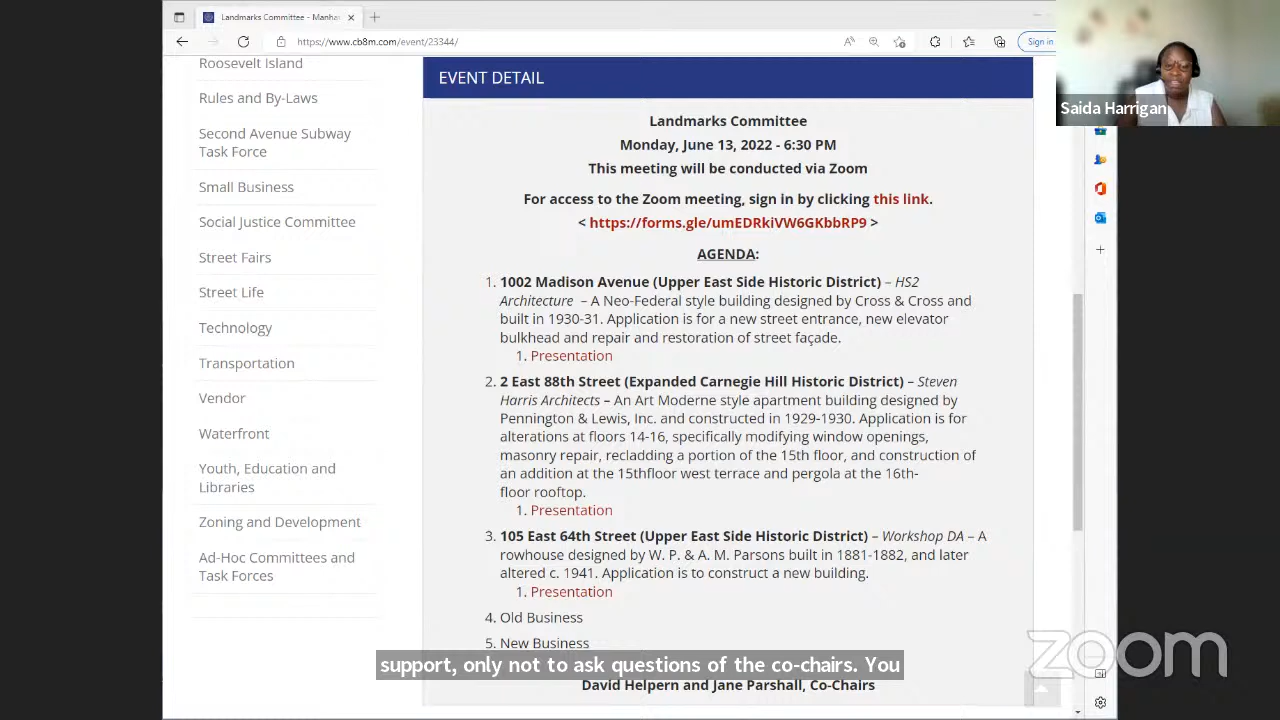 Landmarks Committee - Manha
https://www.cb8m.com/event/23344/
Sign in
Saida Harrigan
Roosevelt Island
Rules and By-Laws
Second Avenue Subway
Task Force
Small Business
Social Justice Committee
Street Fairs
Street Life
Technology
Transportation
Vendor
Waterfront
Youth, Education and
Libraries
Zoning and Development
Ad-Hoc Committees and
Task Forces
EVENT DETAIL
Landmarks Committee
Monday, June 13, 2022 - 6:30 PM
This meeting will be conducted via Zoom
For access to the Zoom meeting, sign in by clicking this link.
< https://forms.gle/umEDRkiVW6GKbbRP9 >
AGENDA:
1. 1002 Madison Avenue (Upper East Side Historic District) – HS2
Architecture – A Neo-Federal style building designed by Cross & Cross and
built in 1930-31. Application is for a new street entrance, new elevator
bulkhead and repair and restoration of street façade.
1. Presentation
2. 2 East 88th Street (Expanded Carnegie Hill Historic District) – Steven
Harris Architects – An Art Moderne style apartment building designed by
Pennington & Lewis, Inc. and constructed in 1929-1930. Application is for
alterations at floors 14-16, specifically modifying window openings,
masonry repair, recladding a portion of the 15th floor, and construction of
an addition at the 15thfloor west terrace and pergola at the 16th-
floor rooftop.
1. Presentation
3. 105 East 64th Street (Upper East Side Historic District) – Workshop DA – A
rowhouse designed by W. P. & A. M. Parsons built in 1881-1882, and later
altered c. 1941. Application is to construct a new building.
1. Presentation
4. Old Business
5. New Business
support, only not to ask questions of the co-chairs. You
David Helpern and Jane Parshall, Co-Chairs
zoom